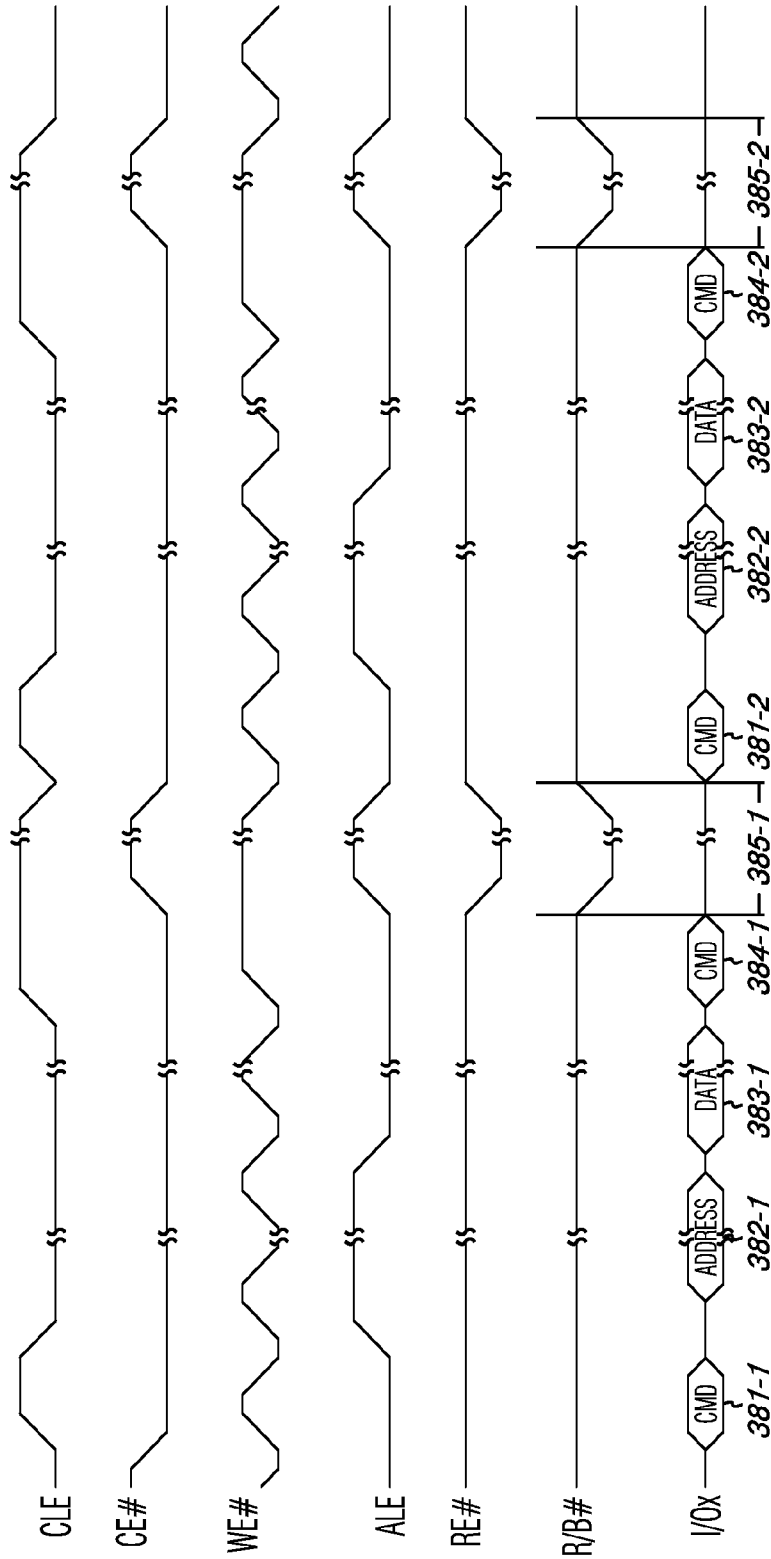 CLE
CE#
WE#
ALE
RE#
R/B#
I/Ox
CMD
ADDRESS
DATA
CMD
CMD
ADDRESS
DATA
CMD
381-1
382-1
383-1
384-1
385-1
381-2
382-2
383-2
384-2
385-2